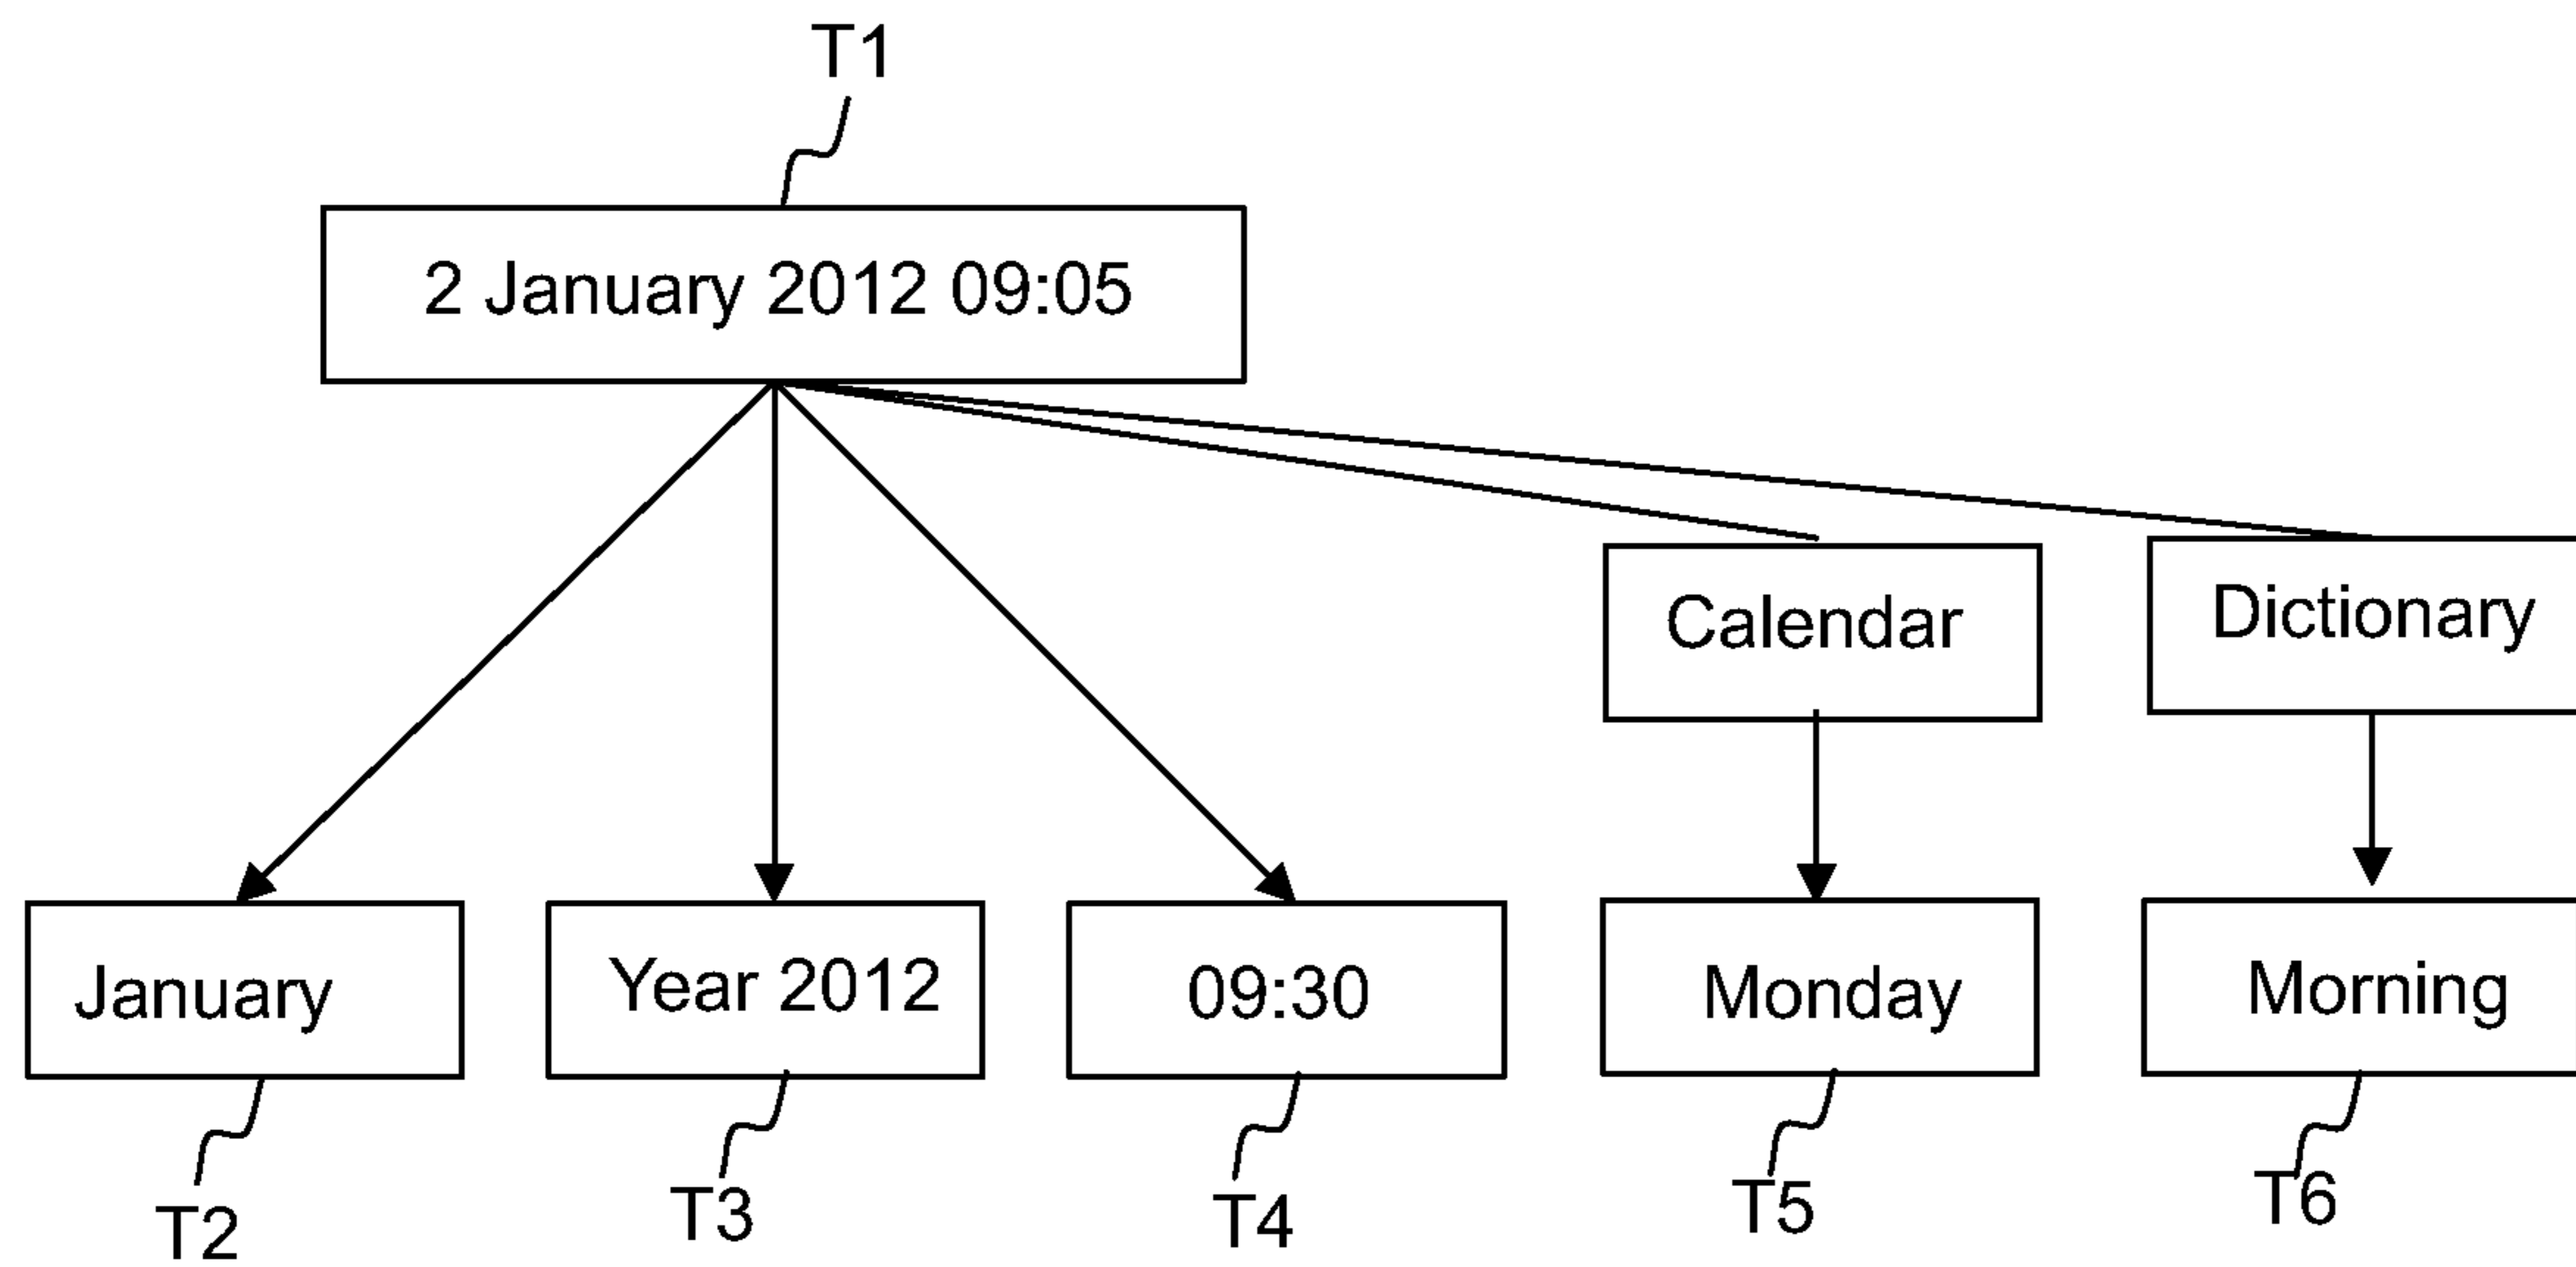 T1
2 January 2012 09:05
Calendar
Dictionary
January
Year 2012
09:30
Monday
Morning
T2
T3
T4
T5
T6